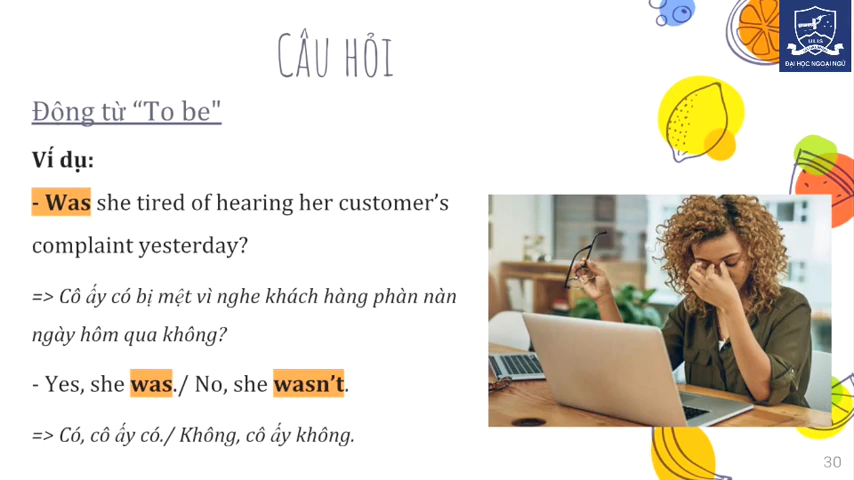 CÂU HỎI
ULIS
ĐẠI HỌC NGOẠI NGỮ
Động từ “To be"
Ví dụ:
- Was she tired of hearing her customer’s
complaint yesterday?
=> Cô ấy có bị mệt vì nghe khách hàng phàn nàn
ngày hôm qua không?
- Yes, she was./ No, she wasn’t.
=> Có, cô ấy có./ Không, cô ấy không.
30